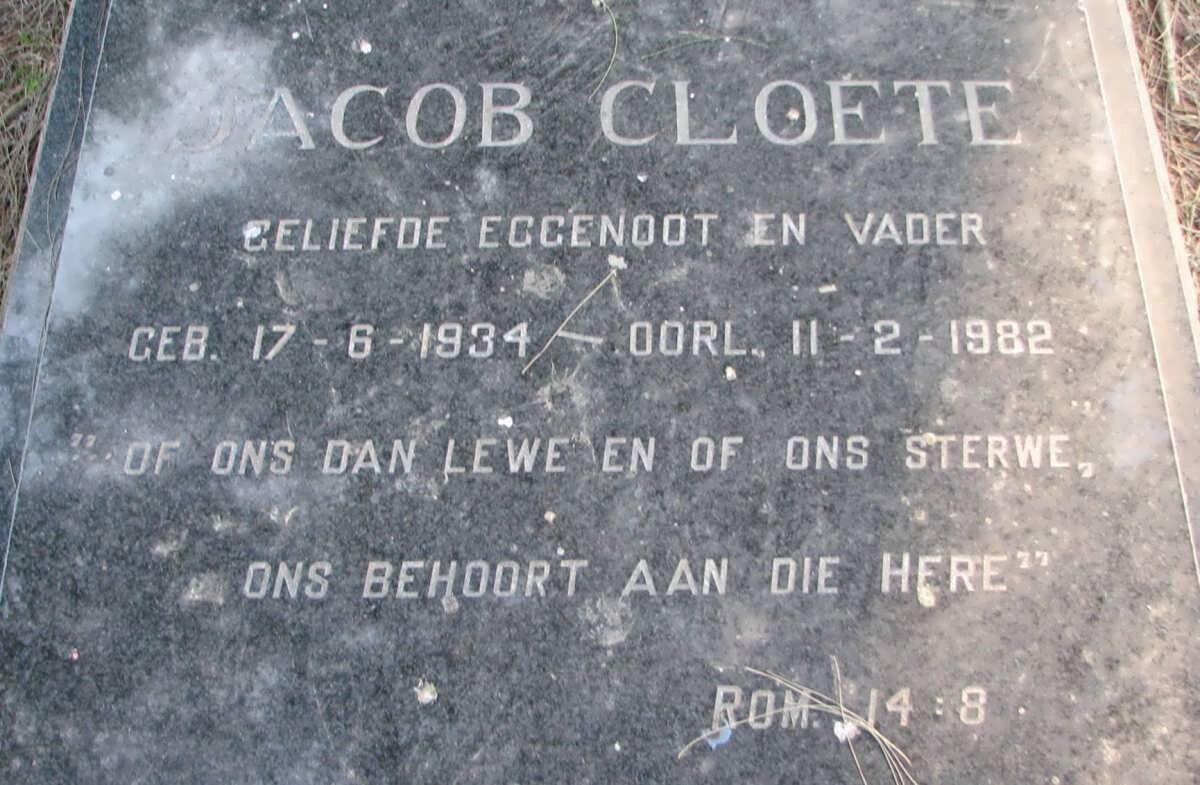 JACOB CLOETE
GELIEFDE EGGENOOT EN VADER
GEB. 17-6-1934 — OORL. 11-2-1982
"OF ONS DAN LEWE EN OF ONS STERWE,
ONS BEHOORT AAN DIE HERE"
ROM. 14:8